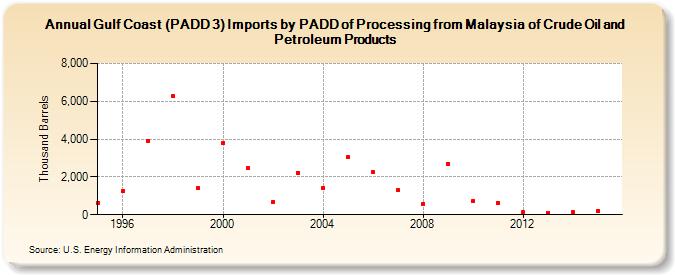 Annual Gulf Coast (PADD 3) Imports by PADD of Processing from Malaysia of Crude Oil and
Petroleum Products
Thousand Barrels
8,000
6,000
4,000
2,000
0
1996 2000 2004 2008 2012
Source: U.S. Energy Information Administration